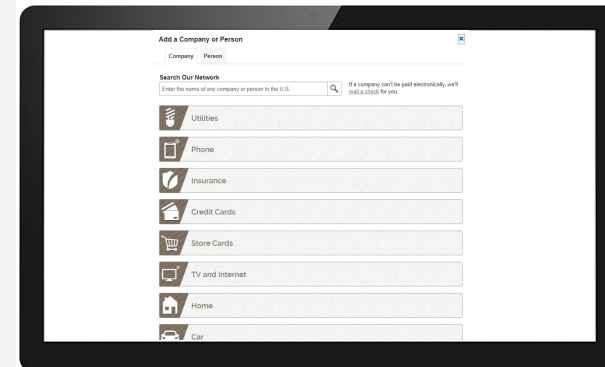 Add a Company or Person
Company Person
Search Our Network
Enter the name of any company or person in the U.S.
If a company can't be paid electronically, we'll
mail a check for you.
Utilities
Phone
Insurance
Credit Cards
Store Cards
TV and Internet
Home
Car